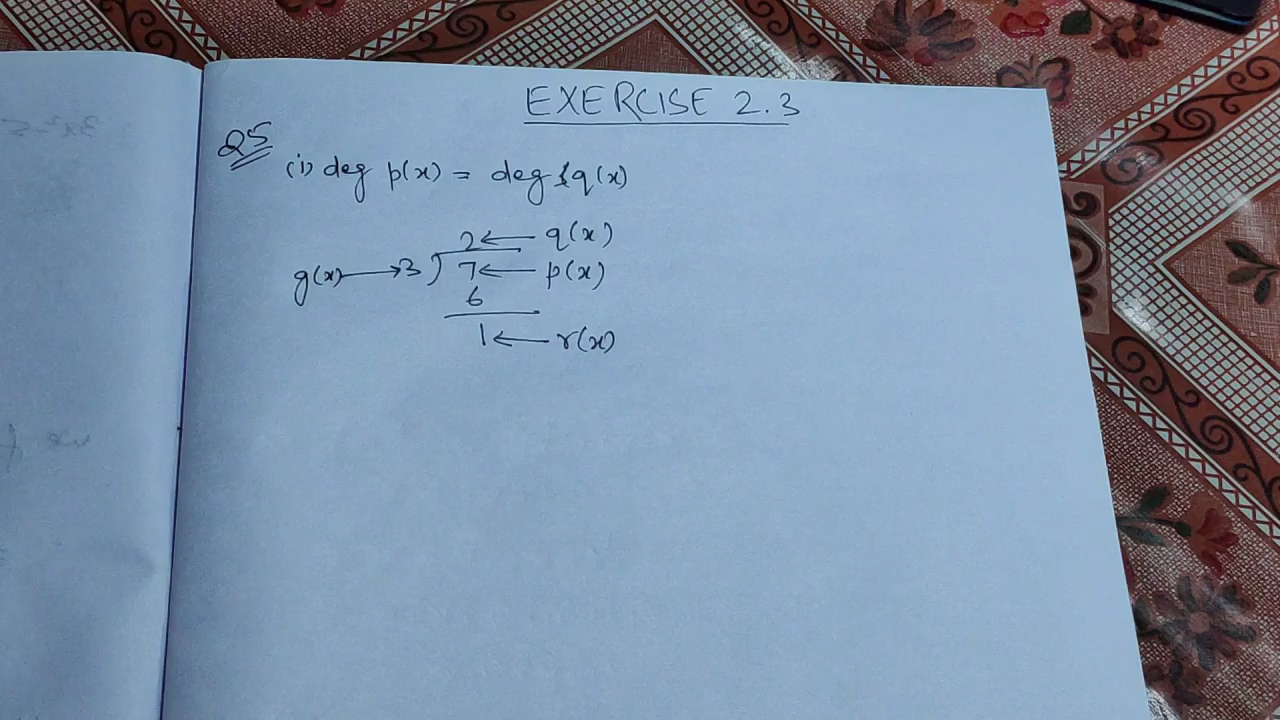 EXERCISE 2.3
Q5
(i) deg p(x) = deg q(x)
2 ← q(x)
g(x) → 3 ) 7 ← p(x)
6
1 ← r(x)